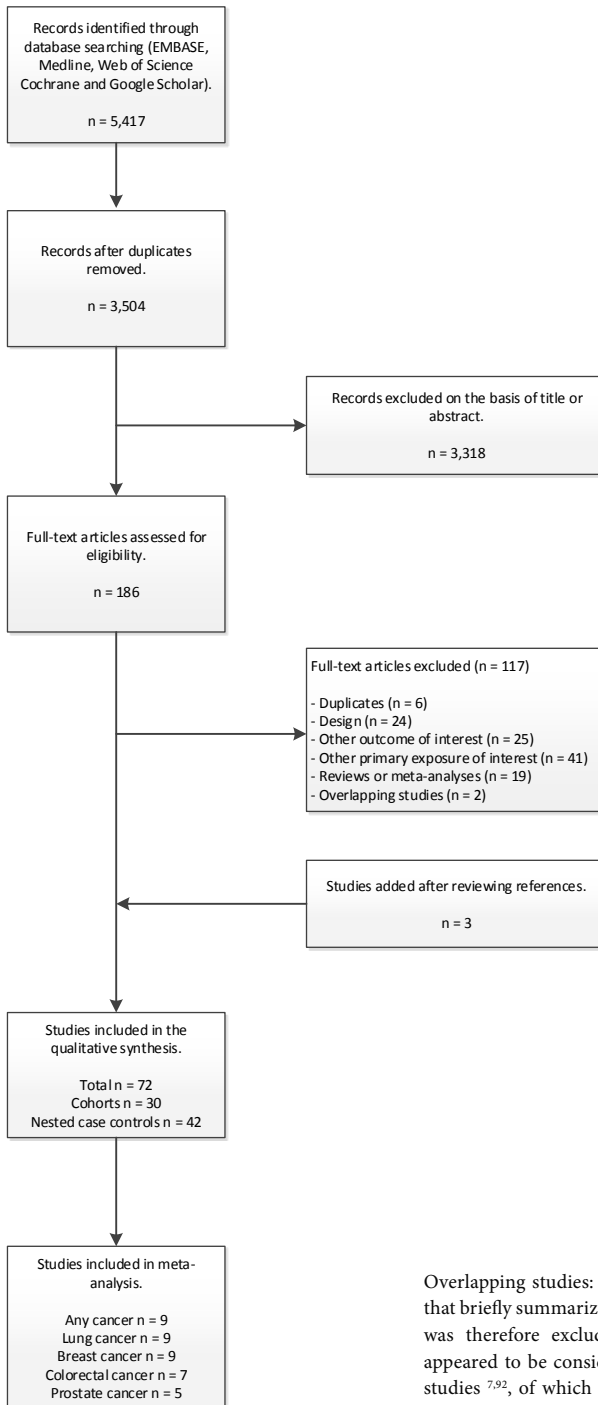 Records identified through
database searching (EMBASE,
Medline, Web of Science
Cochrane and Google Scholar).
n = 5,417
Records after duplicates
removed.
n = 3,504
Records excluded on the basis of title or
abstract.
n = 3,318
Full-text articles assessed for
eligibility.
n = 186
Full-text articles excluded (n = 117)
- Duplicates (n = 6)
- Design (n = 24)
- Other outcome of interest (n = 25)
- Other primary exposure of interest (n = 41)
- Reviews or meta-analyses (n = 19)
- Overlapping studies (n = 2)
Studies added after reviewing references.
n = 3
Studies included in the
qualitative synthesis.
Total n = 72
Cohorts n = 30
Nested case controls n = 42
Studies included in meta-
analysis.
Any cancer n = 9
Lung cancer n = 9
Breast cancer n = 9
Colorectal cancer n = 7
Prostate cancer n = 5
Overlapping studies:
that briefly summariz
was therefore exclud
appeared to be consid
studies 7,92, of which